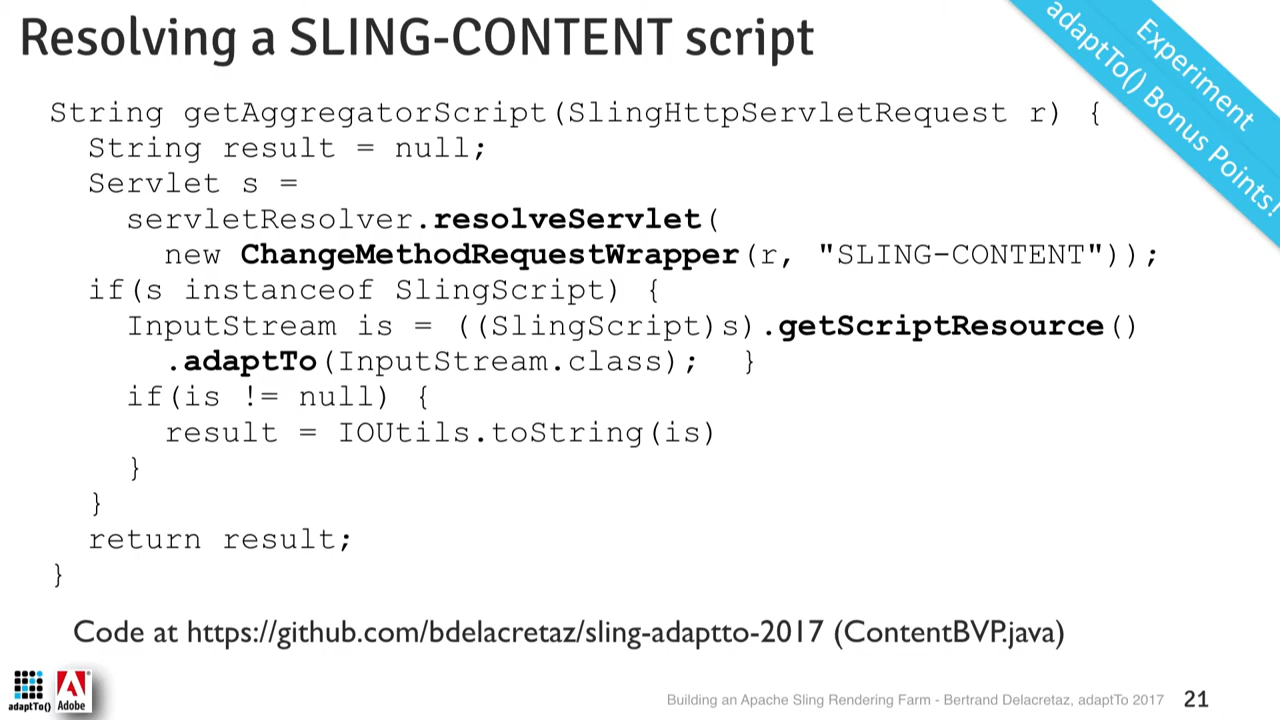 Resolving a SLING-CONTENT script
Experiment
adaptTo() Bonus Points!
String getAggregatorScript(SlingHttpServletRequest r) {
String result = null;
Servlet s =
servletResolver.resolveServlet(
new ChangeMethodRequestWrapper(r, "SLING-CONTENT"));
if(s instanceof SlingScript) {
InputStream is = ((SlingScript)s).getScriptResource()
.adaptTo(InputStream.class); }
if(is != null) {
result = IOUtils.toString(is)
}
}
return result;
}
Code at https://github.com/bdelacretaz/sling-adaptto-2017 (ContentBVP.java)
adaptTo() Adobe
Building an Apache Sling Rendering Farm - Bertrand Delacretaz, adaptTo 2017 21